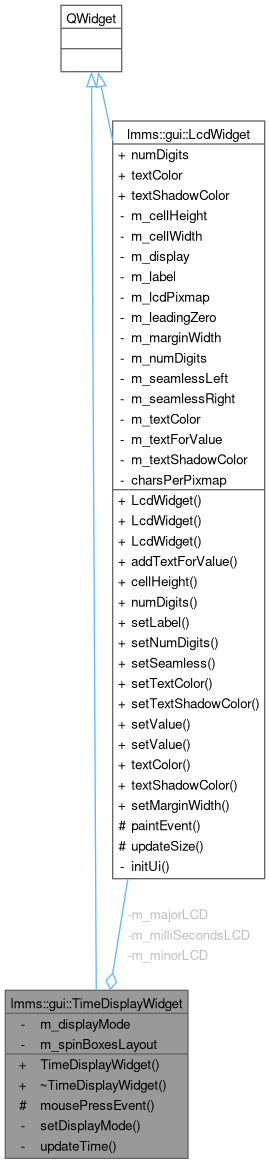 QWidget
lmms::gui::LcdWidget
+ numDigits
+ textColor
+ textShadowColor
- m_cellHeight
- m_cellWidth
- m_display
- m_label
- m_lcdPixmap
- m_leadingZero
- m_marginWidth
- m_numDigits
- m_seamlessLeft
- m_seamlessRight
- m_textColor
- m_textForValue
- m_textShadowColor
- charsPerPixmap
+ LcdWidget()
+ LcdWidget()
+ LcdWidget()
+ addTextForValue()
+ cellHeight()
+ numDigits()
+ setLabel()
+ setNumDigits()
+ setSeamless()
+ setTextColor()
+ setTextShadowColor()
+ setValue()
+ setValue()
+ textColor()
+ textShadowColor()
+ setMarginWidth()
# paintEvent()
# updateSize()
- initUi()
-m_majorLCD
-m_milliSecondsLCD
-m_minorLCD
lmms::gui::TimeDisplayWidget
- m_displayMode
- m_spinBoxesLayout
+ TimeDisplayWidget()
+ ~TimeDisplayWidget()
# mousePressEvent()
- setDisplayMode()
- updateTime()